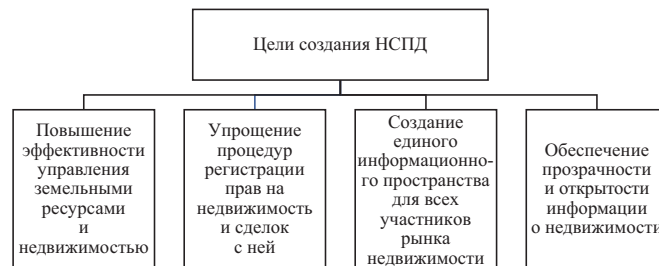 Цели создания НСПД
Повышение
эффективности
управления
земельными
ресурсами
и
недвижимостью
Упрощение
процедур
регистрации
прав на
недвижимость
и сделок
с ней
Создание
единого
информационно-
го пространства
для всех
участников
рынка
недвижимости
Обеспечение
прозрачности
и открытости
информации
о недвижимости